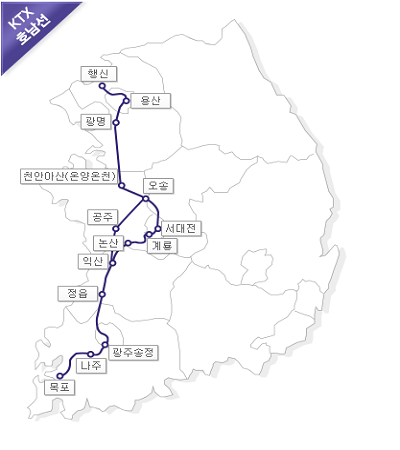 KTX
호남선
행신
용산
광명
천안아산(온양온천)
오송
공주
서대전
논산
계룡
익산
정읍
광주송정
나주
목포